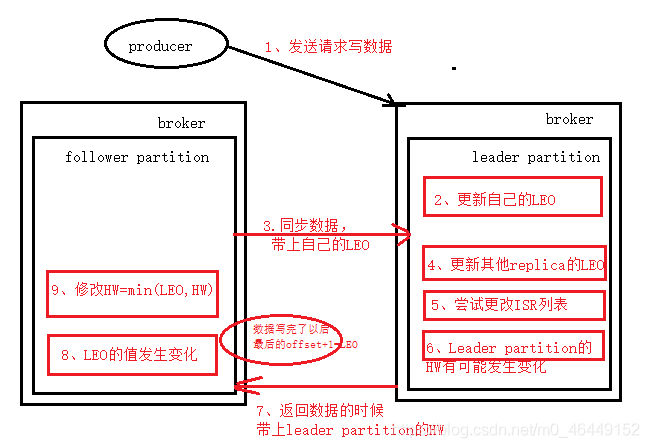 producer
1、发送请求写数据
broker
broker
follower partition
leader partition
2、更新自己的LEO
3.同步数据，
带上自己的LEO
4、更新其他replica的LEO
5、尝试更改ISR列表
6、Leader partition的
HW有可能发生变化
9、修改HW=min(LEO,HW)
数据写完了以后
最后的offset+1=LEO
8、LEO的值发生变化
7、返回数据的时候
带上leader partition的HW
blog.csdn.net/m0_46449152